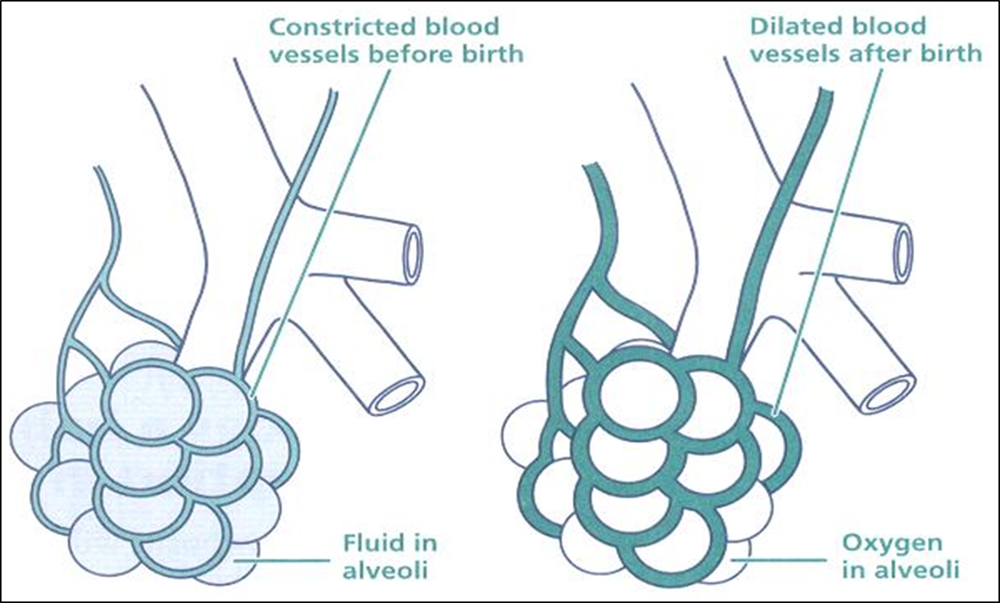 Constricted blood
vessels before birth
Dilated blood
vessels after birth
Fluid in
alveoli
Oxygen
in alveoli